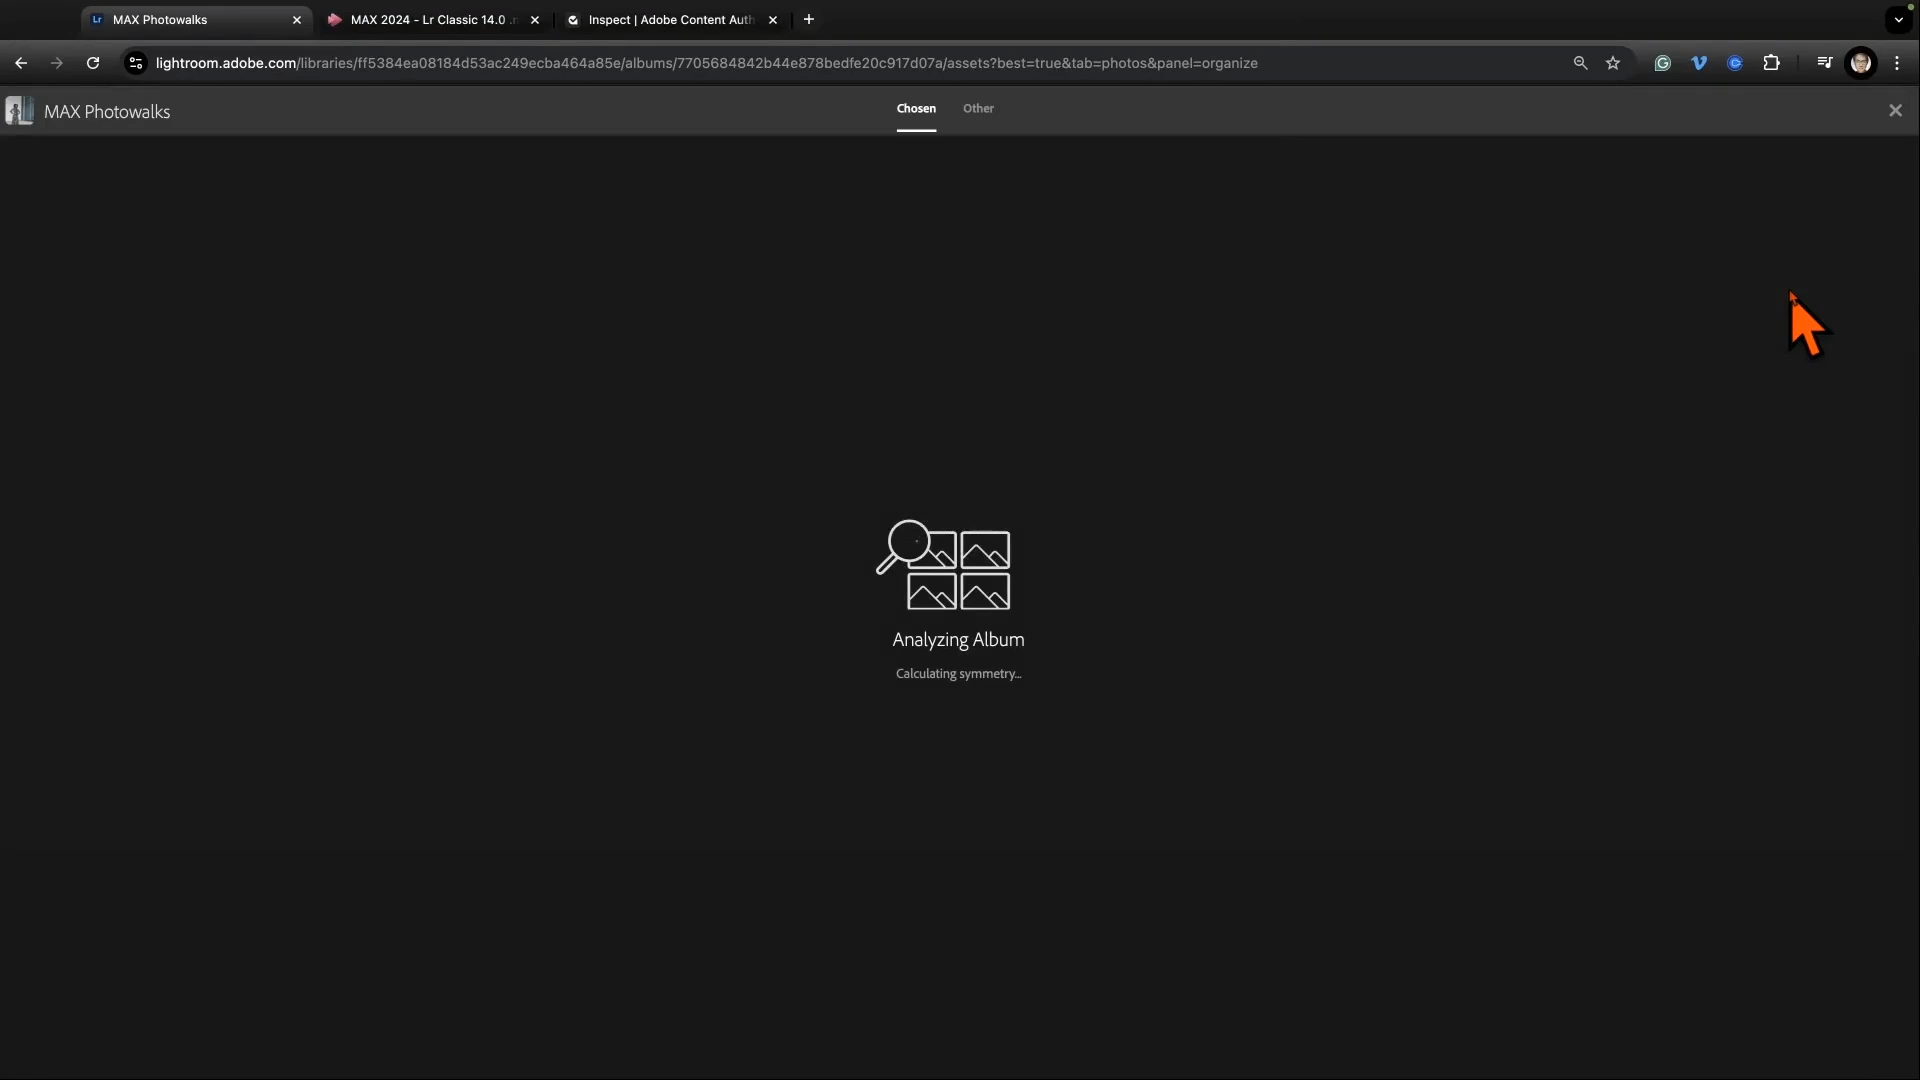 Lr MAX Photowalks
MAX 2024 - Lr Classic 14.0 .
Inspect | Adobe Content Auth
lightroom.adobe.com/libraries/ff5384ea08184d53ac249ecba464a85e/albums/7705684842b44e878bedfe20c917d07a/assets?best=true&tab=photos&panel=organize
MAX Photowalks
Chosen
Other
Analyzing Album
Calculating symmetry...